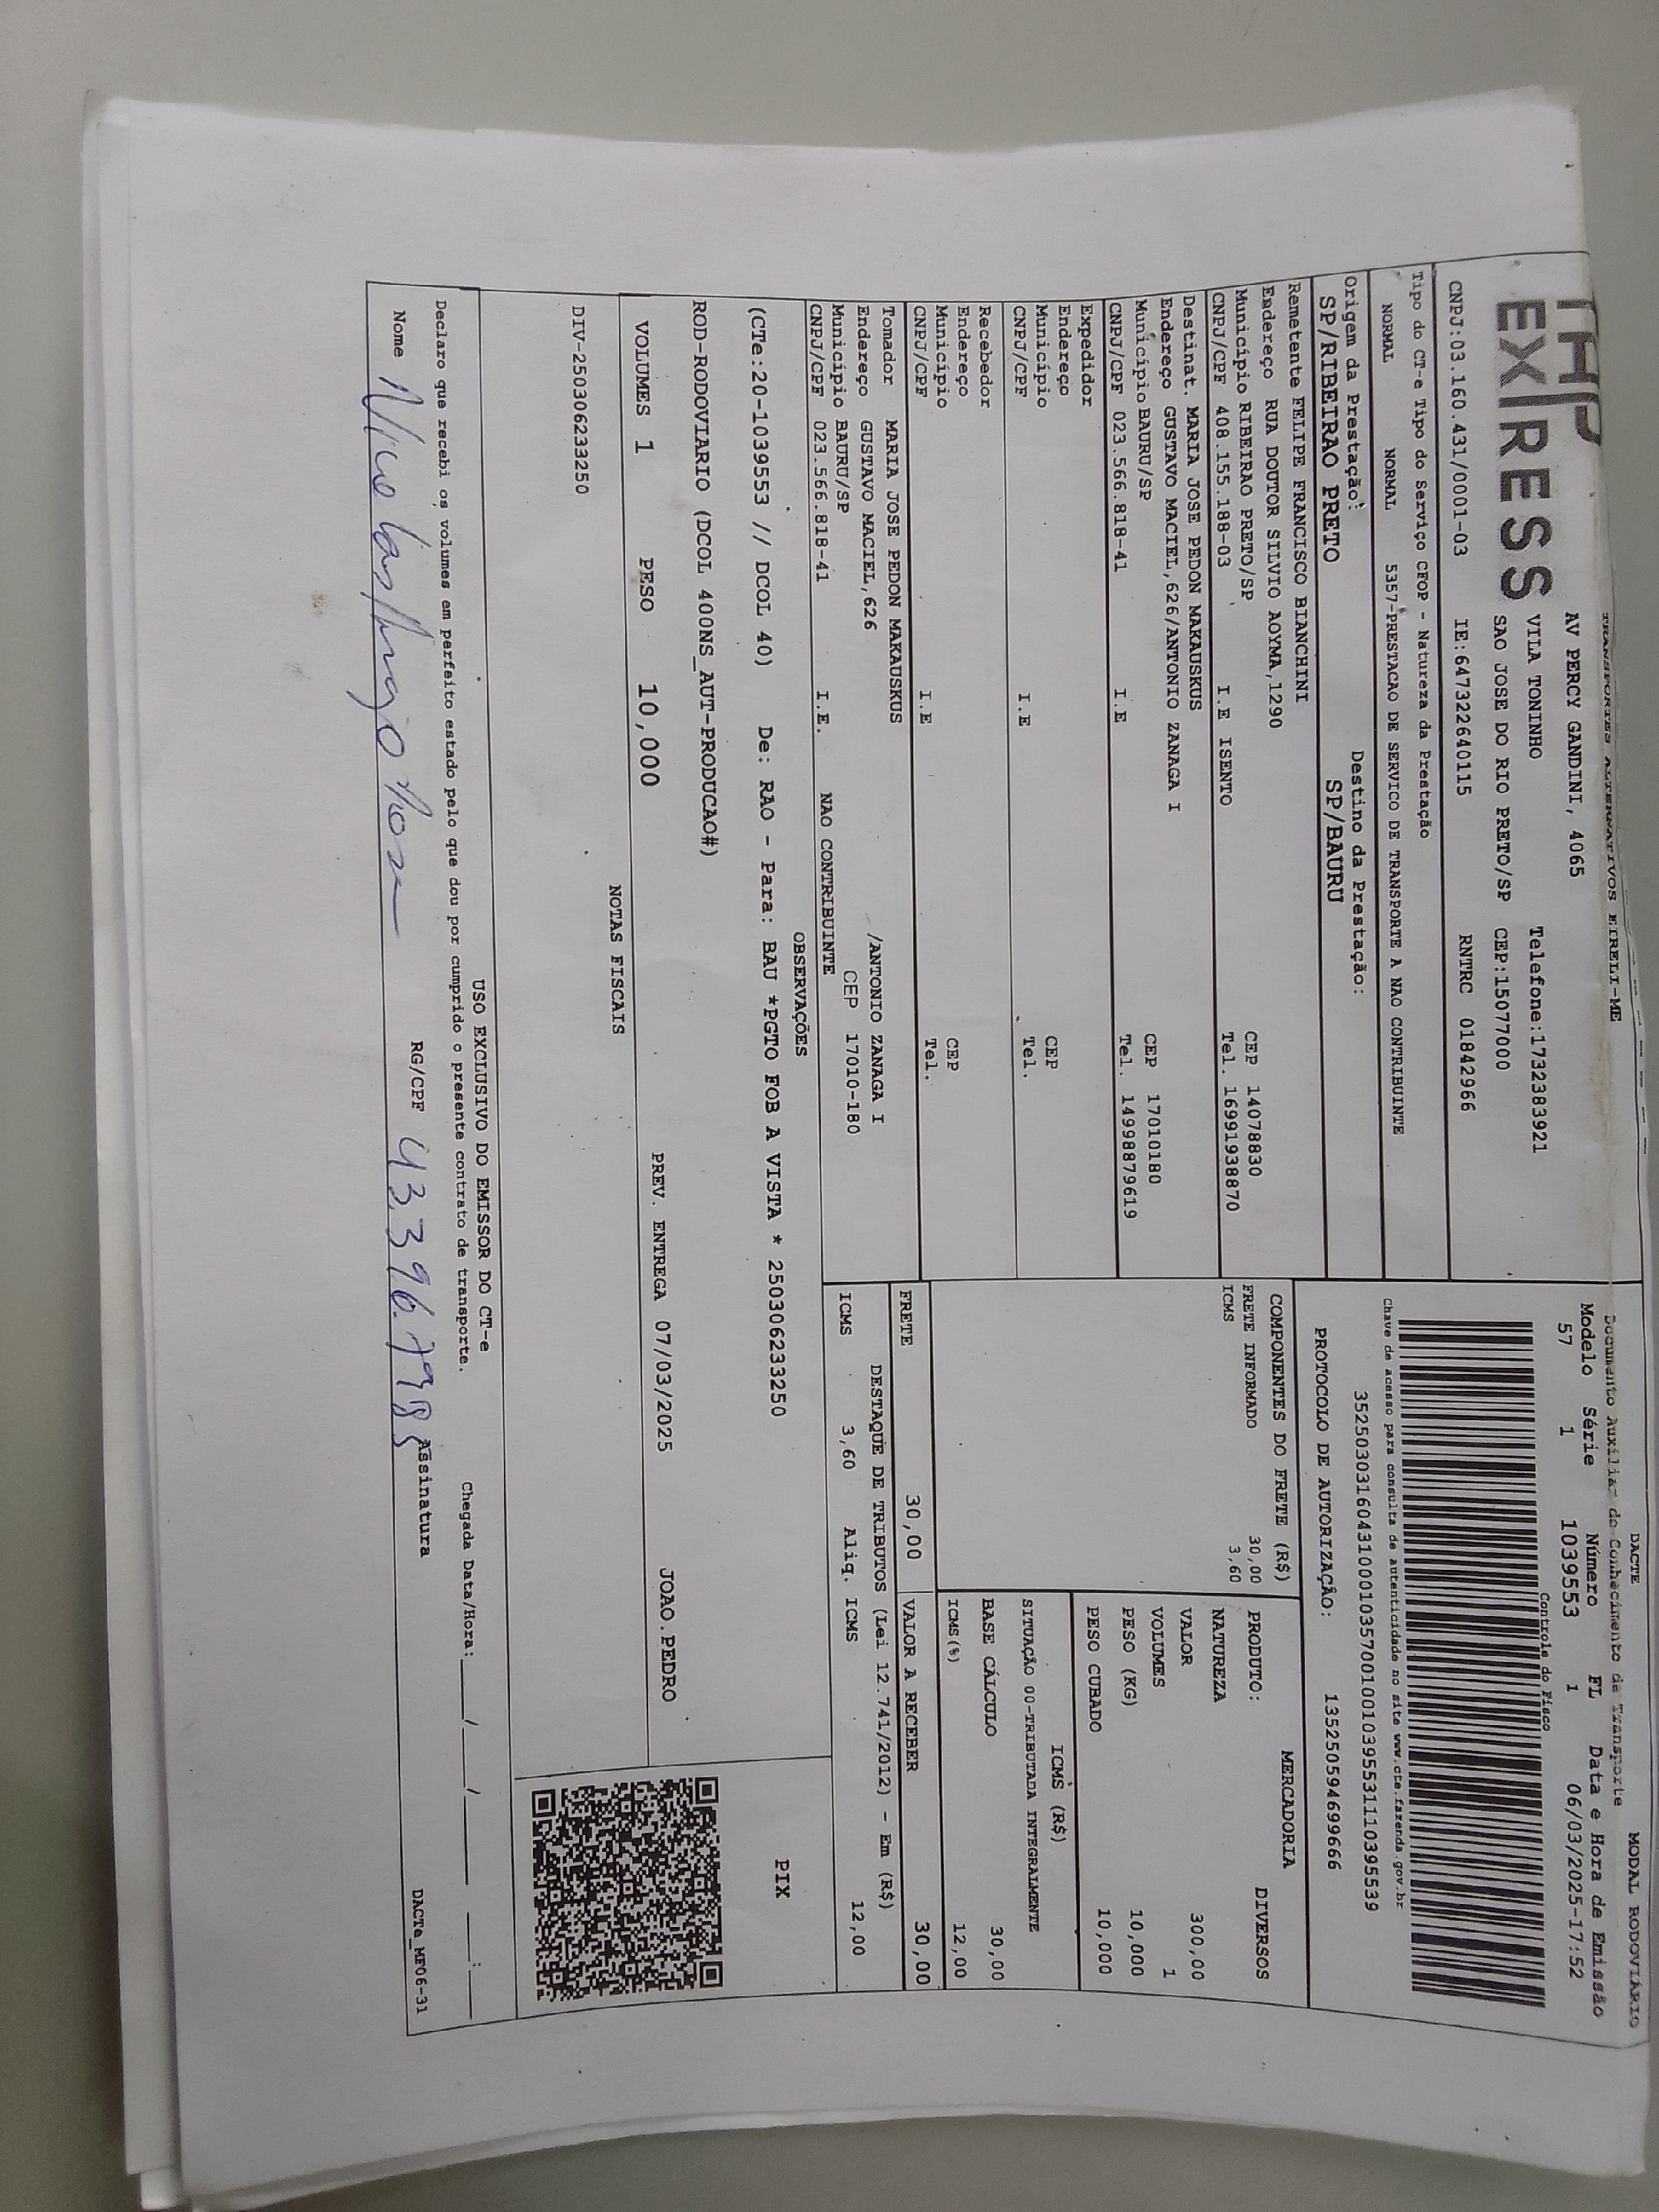 THP
EX/RESS
TRANSPORTES ALTERNATIVOS EIRELI-ME
AV PERCY GANDINI, 4065
VILA TONINHO Telefone:1732383921
SAO JOSE DO RIO PRETO/SP CEP:15077000
CNPJ:03.160.431/0001-03 IE:647322640115 RNTRC 01842966
DACTE MODAL RODOVIÁRIO
Documento Auxiliar do Conhecimento de Transporte
Modelo Série Número FL Data e Hora de Emissão
57 1 1039553 1 06/03/2025-17:52
Controle do Fisco
Chave de acesso para consulta de autenticidade no site www.cte.fazenda.gov.br
35250303160431000103570010010395531110395539
PROTOCOLO DE AUTORIZAÇÃO: 135250594699666
Tipo do CT-e Tipo do Serviço CFOP - Natureza da Prestação
NORMAL NORMAL 5357-PRESTACAO DE SERVICO DE TRANSPORTE A NAO CONTRIBUINTE
Origem da Prestação: Destino da Prestação:
SP/RIBEIRAO PRETO SP/BAURU
Remetente FELIPE FRANCISCO BIANCHINI
Endereço RUA DOUTOR SILVIO AOYMA,1290
Município RIBEIRAO PRETO/SP CEP 14078830
CNPJ/CPF 408.155.188-03 I.E ISENTO Tel. 16991938870
Destinat. MARIA JOSE PEDON MAKAUSKUS
Endereço GUSTAVO MACIEL,626/ANTONIO ZANAGA I
Município BAURU/SP CEP 17010180
CNPJ/CPF 023.566.818-41 I.E Tel. 14998879619
Expedidor
Endereço
Município CEP
CNPJ/CPF I.E Tel.
Recebedor
Endereço
Município CEP
CNPJ/CPF I.E Tel.
Tomador MARIA JOSE PEDON MAKAUSKUS
Endereço GUSTAVO MACIEL,626 /ANTONIO ZANAGA I
Município BAURU/SP CEP 17010-180
CNPJ/CPF 023.566.818-41 I.E. NAO CONTRIBUINTE
COMPONENTES DO FRETE (R$)
FRETE INFORMADO 30,00
ICMS 3,60
MERCADORIA
PRODUTO: DIVERSOS
NATUREZA
VALOR 300,00
VOLUMES 1
PESO (KG) 10,000
PESO CUBADO 10,000
ICMS (R$)
SITUAÇÃO 00-TRIBUTADA INTEGRALMENTE
BASE CÁLCULO 30,00
ICMS(%) 12,00
FRETE 30,00 VALOR A RECEBER 30,00
DESTAQUE DE TRIBUTOS (Lei 12.741/2012) - Em (R$)
ICMS 3,60 Aliq. ICMS 12,00
OBSERVAÇÕES
(CTe:20-1039553 // DCOL 40) De: RAO - Para: BAU *PGTO FOB A VISTA * 250306233250
ROD-RODOVIARIO (DCOL 400NS_AUT-PRODUCAO#)
PIX
VOLUMES 1 PESO 10,000 PREV. ENTREGA 07/03/2025 JOAO.PEDRO
NOTAS FISCAIS
DIV-250306233250
USO EXCLUSIVO DO EMISSOR DO CT-e
Declaro que recebi os volumes em perfeito estado pelo que dou por cumprido o presente contrato de transporte. Chegada Data/Hora:____/____/____ ____:____
Nome RG/CPF Assinatura DACTe_MF06-31